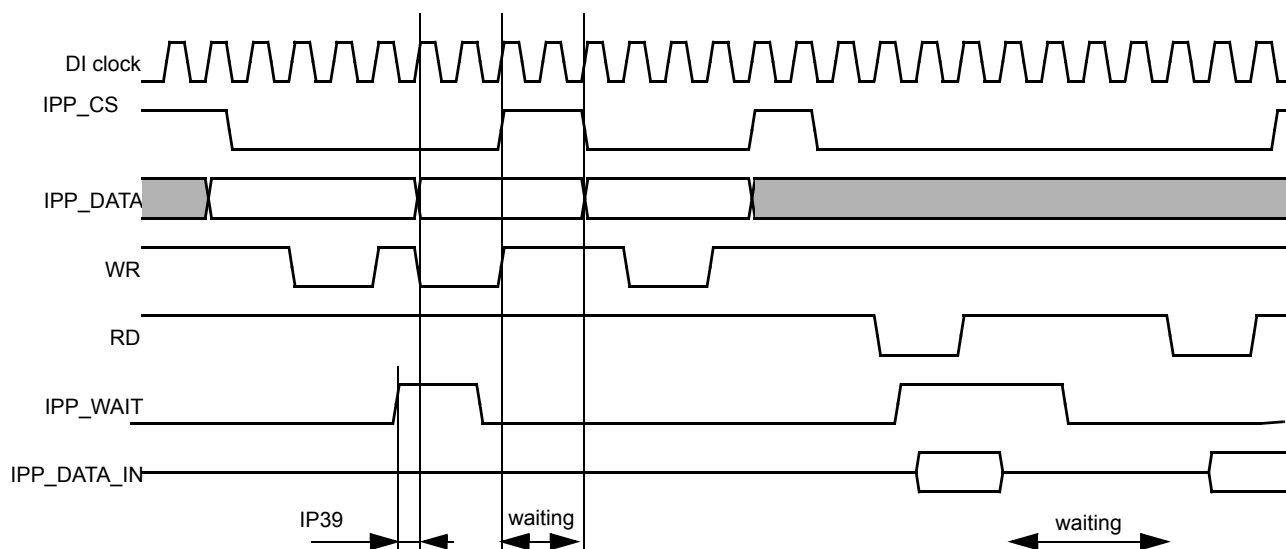 DI clock
IPP_CS
IPP_DATA
WR
RD
IPP_WAIT
IPP_DATA_IN
IP39
waiting
waiting